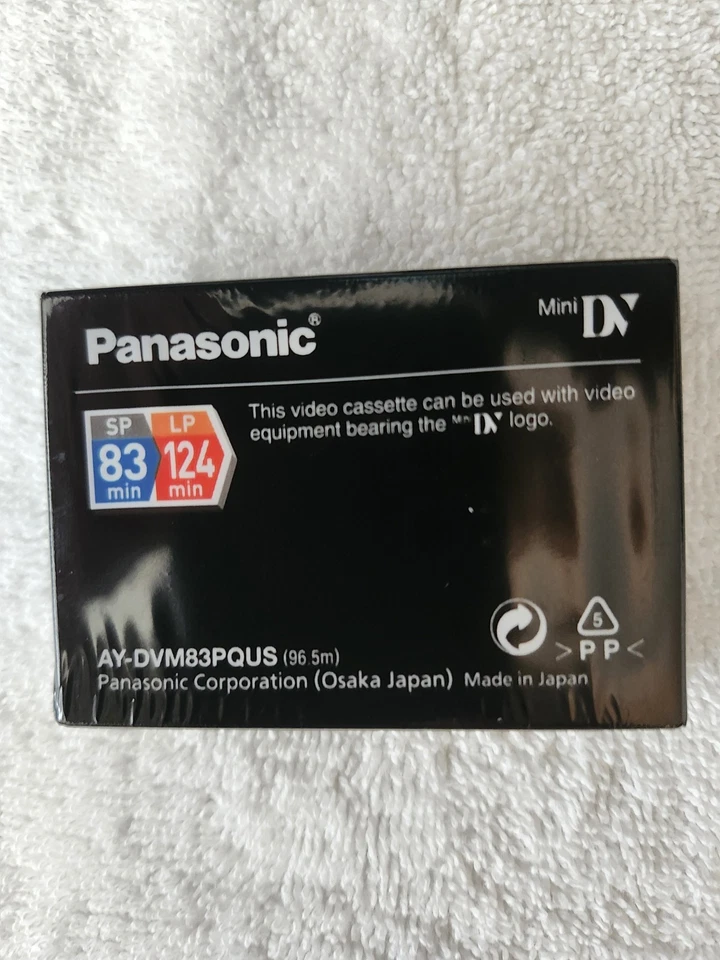 Panasonic®
Mini DV
SP 83 min
LP 124 min
This video cassette can be used with video
equipment bearing the Mini DV logo.
5
>PP<
AY-DVM83PQUS (96.5m)
Panasonic Corporation (Osaka Japan) Made in Japan